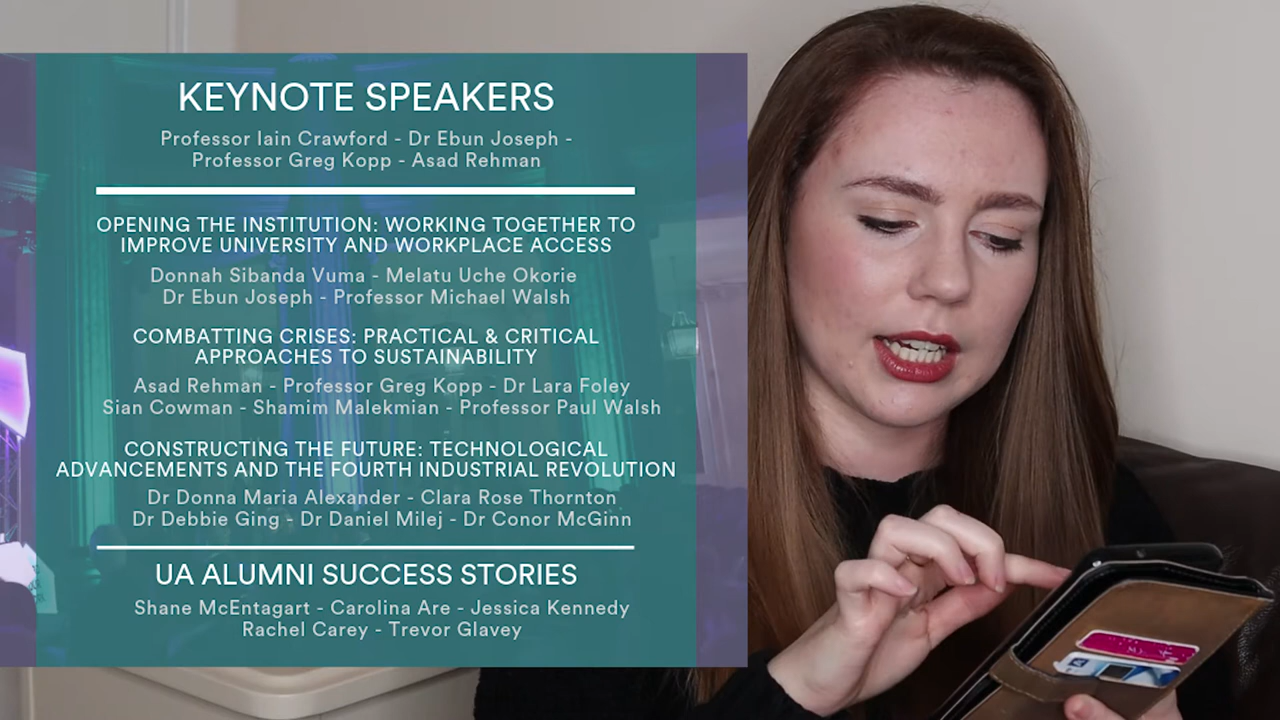 KEYNOTE SPEAKERS
Professor Iain Crawford - Dr Ebun Joseph -
Professor Greg Kopp - Asad Rehman
OPENING THE INSTITUTION: WORKING TOGETHER TO
IMPROVE UNIVERSITY AND WORKPLACE ACCESS
Donnah Sibanda Vuma - Melatu Uche Okorie
Dr Ebun Joseph - Professor Michael Walsh
COMBATTING CRISES: PRACTICAL & CRITICAL
APPROACHES TO SUSTAINABILITY
Asad Rehman - Professor Greg Kopp - Dr Lara Foley
Sian Cowman - Shamim Malekmian - Professor Paul Walsh
CONSTRUCTING THE FUTURE: TECHNOLOGICAL
ADVANCEMENTS AND THE FOURTH INDUSTRIAL REVOLUTION
Dr Donna Maria Alexander - Clara Rose Thornton
Dr Debbie Ging - Dr Daniel Milej - Dr Conor McGinn
UA ALUMNI SUCCESS STORIES
Shane McEntagart - Carolina Are - Jessica Kennedy
Rachel Carey - Trevor Glavey